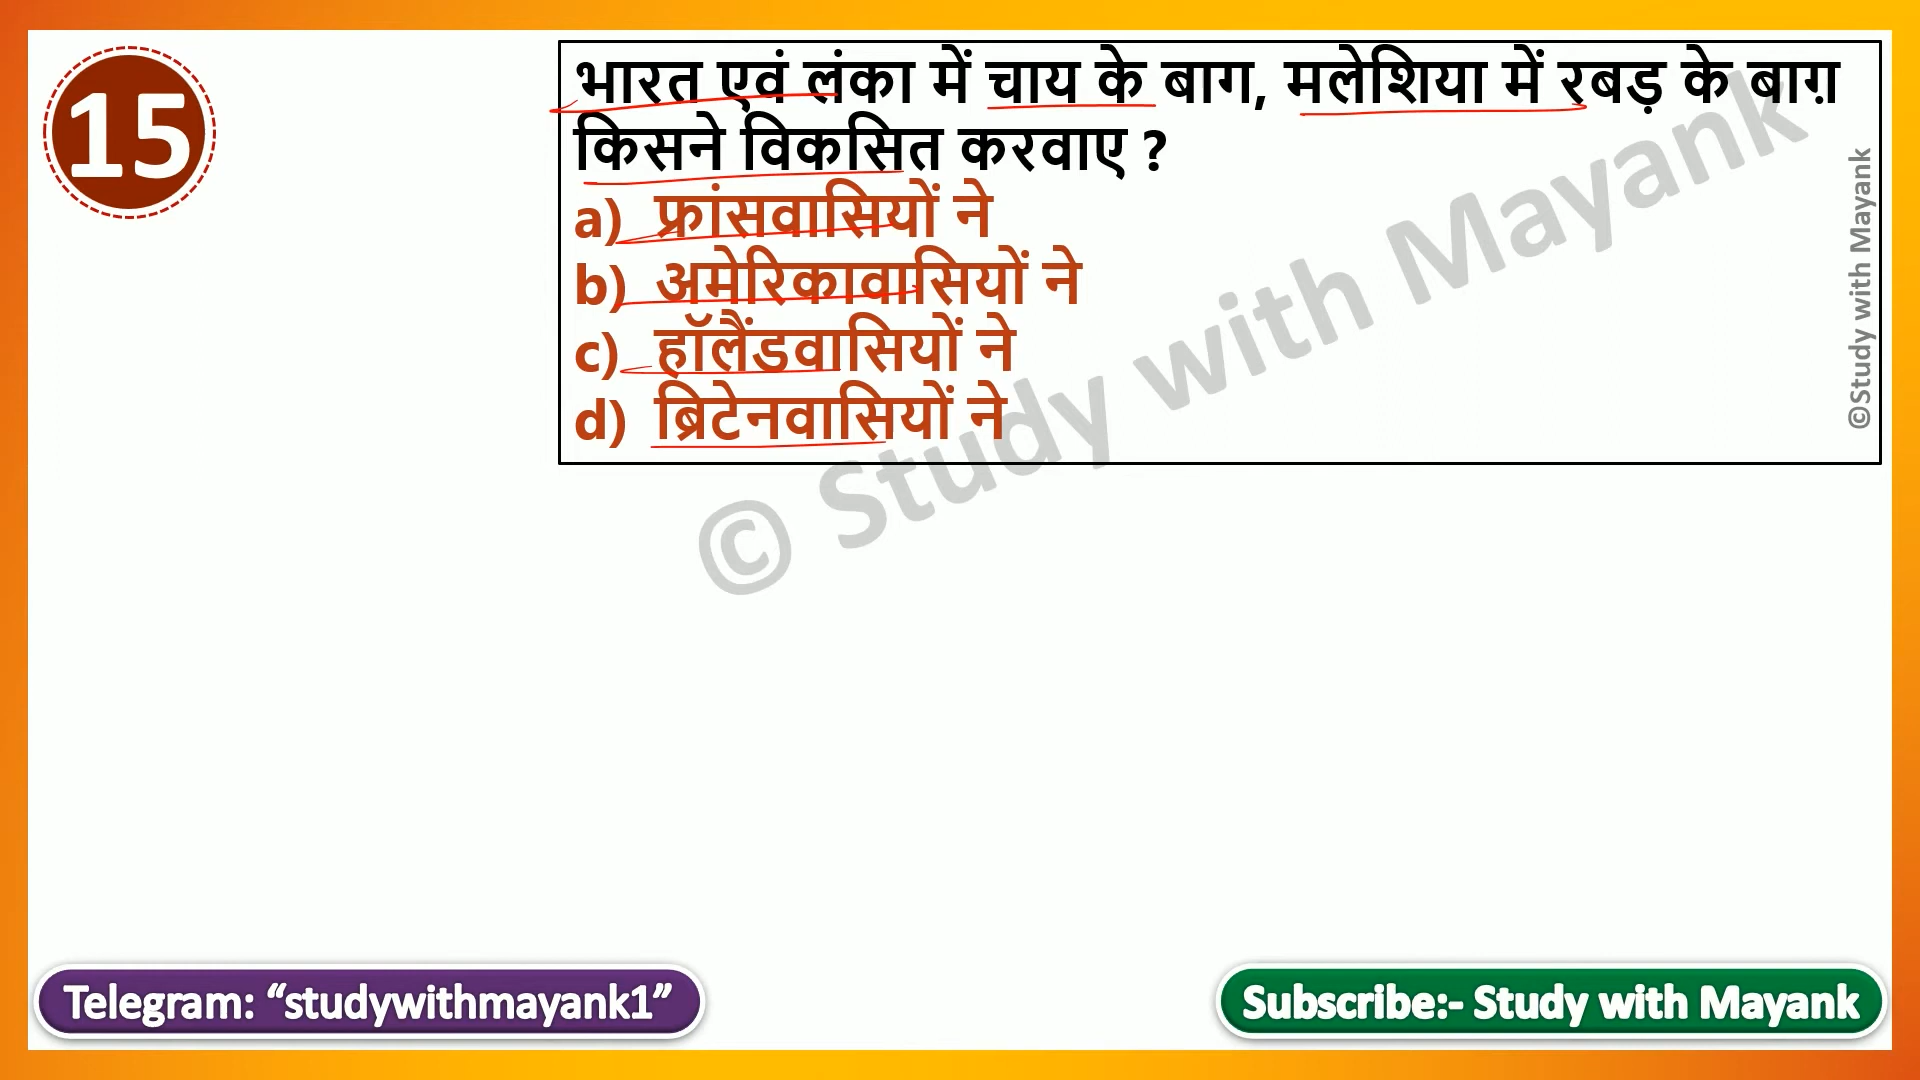 15
भारत एवं लंका में चाय के बाग, मलेशिया में रबड़ के बाग़
किसने विकसित करवाए ?
a) फ्रांसवासियों ने
b) अमेरिकावासियों ने
c) हॉलैंडवासियों ने
d) ब्रिटेनवासियों ने
©Study with Mayank
© Study with Mayank
Telegram: “studywithmayank1”
Subscribe:- Study with Mayank